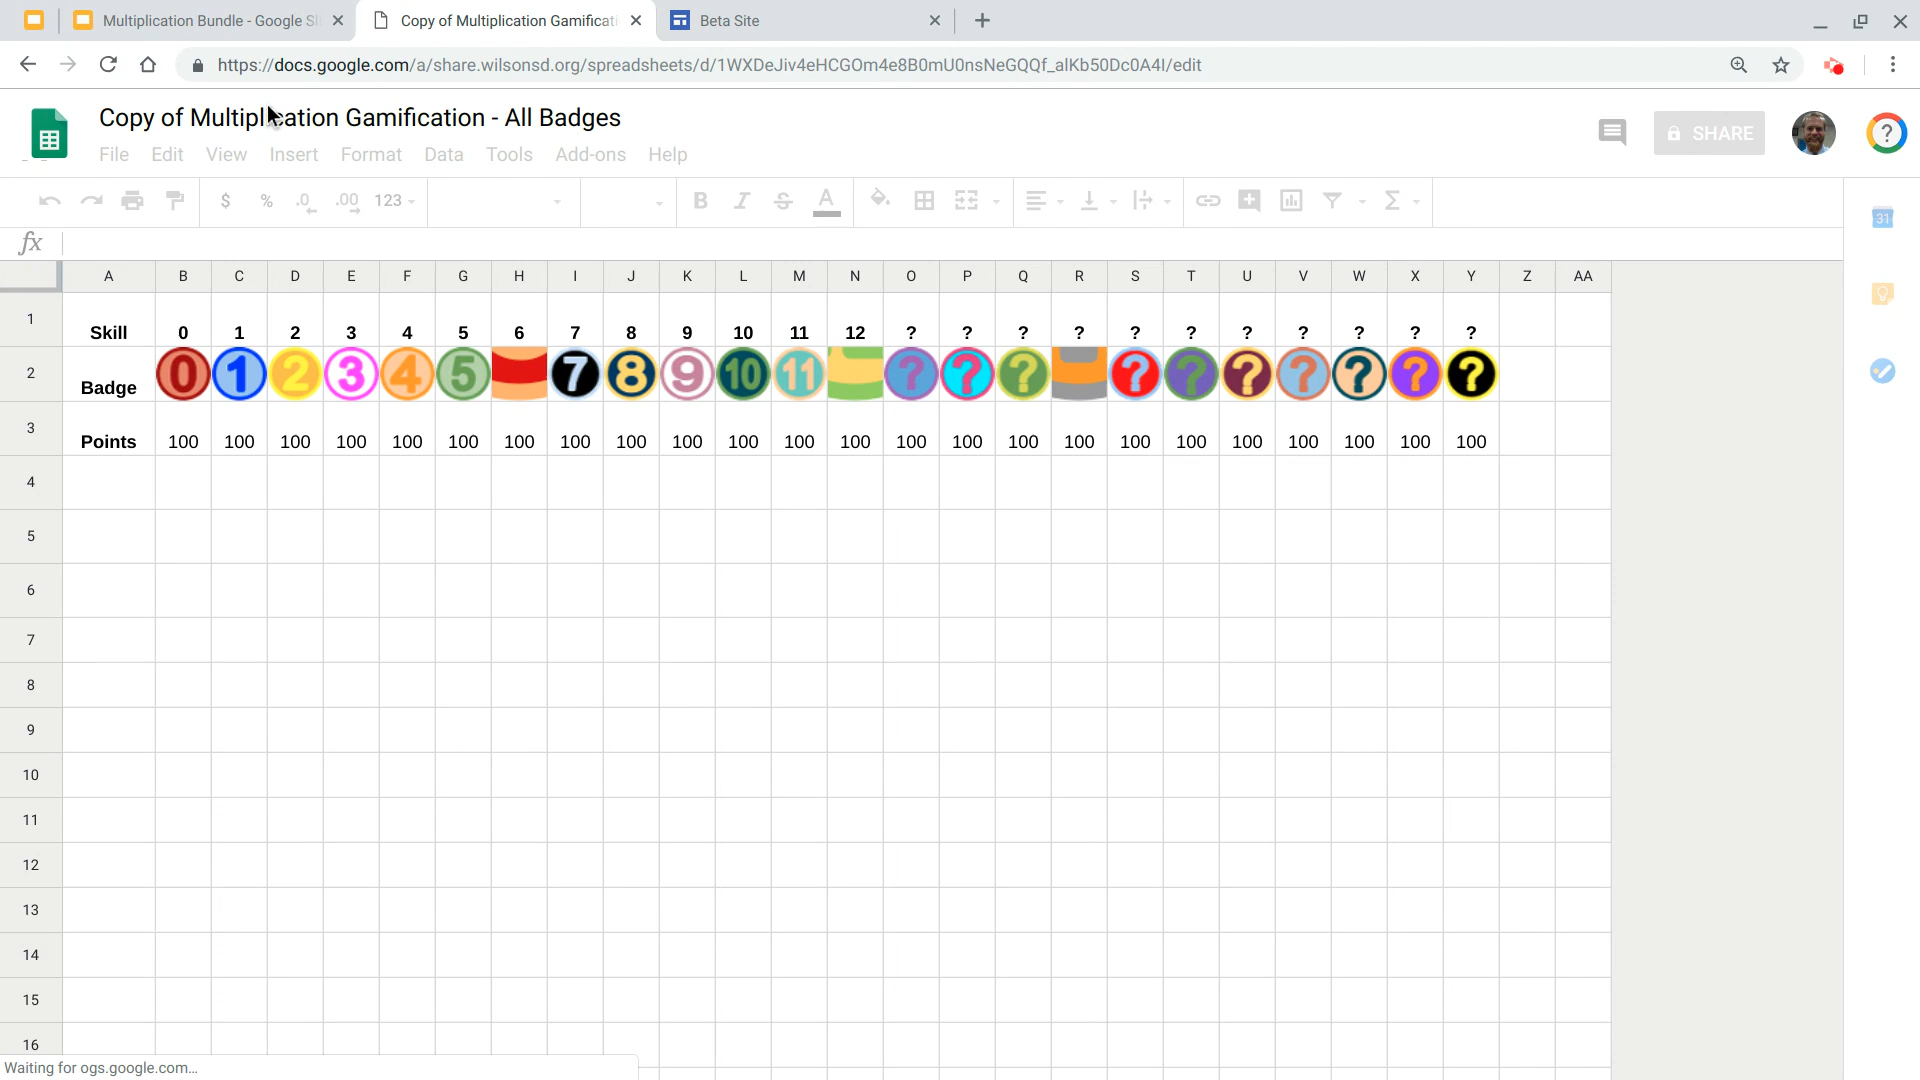 Multiplication Bundle - Google Sl
Copy of Multiplication Gamificati
Beta Site
https://docs.google.com/a/share.wilsonsd.org/spreadsheets/d/1WXDeJiv4eHCGOm4e8B0mU0nsNeGQQf_alKb50Dc0A4I/edit
Copy of Multiplication Gamification - All Badges
File Edit View Insert Format Data Tools Add-ons Help
SHARE
?
$ % .0 .00 123 B I S A Σ
31
fx
A B C D E F G H I J K L M N O P Q R S T U V W X Y Z AA
1 Skill 0 1 2 3 4 5 6 7 8 9 10 11 12 ? ? ? ? ? ? ? ? ? ? ?
2 Badge 0 1 2 3 4 5 7 8 9 10 11 ? ? ? ? ? ? ? ? ? ?
3 Points 100 100 100 100 100 100 100 100 100 100 100 100 100 100 100 100 100 100 100 100 100 100 100 100
4
5
6
7
8
9
10
11
12
13
14
15
16
Waiting for ogs.google.com...